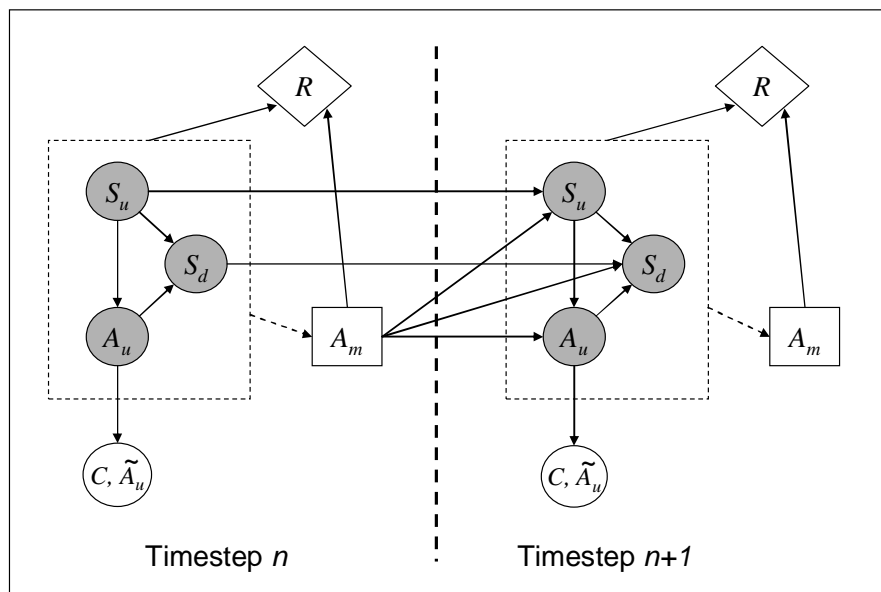 R
R
S_u
S_u
S_d
S_d
A_u
A_m
A_u
A_m
C, Ã_u
C, Ã_u
Timestep n
Timestep n+1